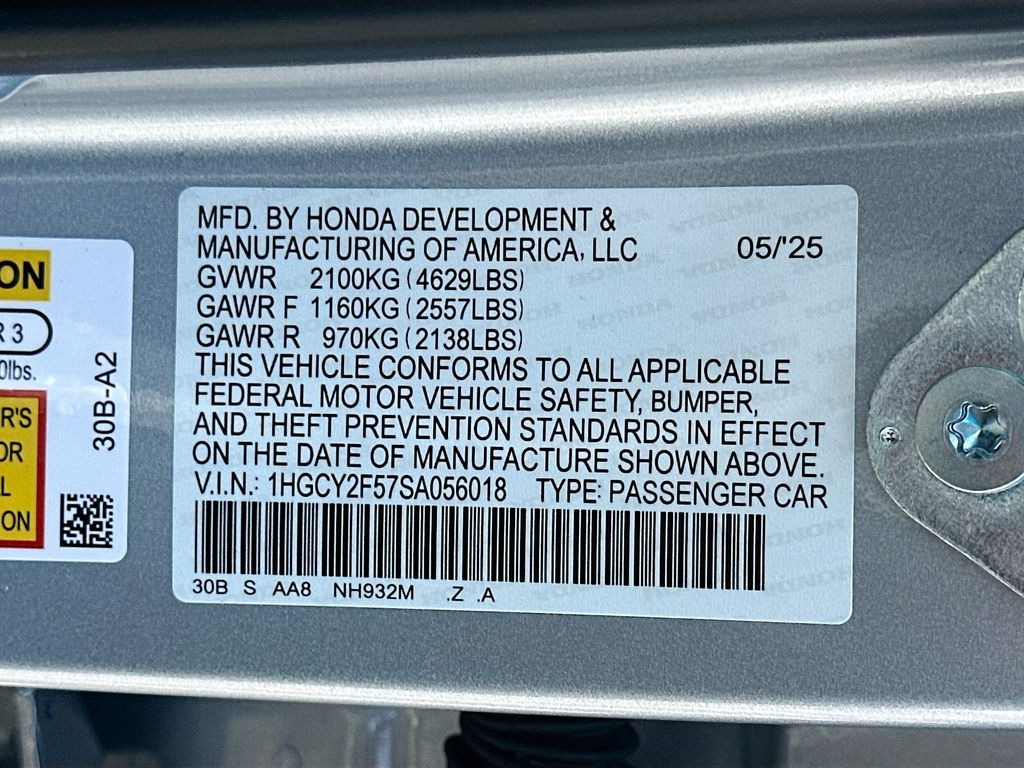 MFD. BY HONDA DEVELOPMENT &
MANUFACTURING OF AMERICA, LLC 05/'25
GVWR 2100KG (4629LBS)
GAWR F 1160KG (2557LBS)
GAWR R 970KG (2138LBS)
THIS VEHICLE CONFORMS TO ALL APPLICABLE
FEDERAL MOTOR VEHICLE SAFETY, BUMPER,
AND THEFT PREVENTION STANDARDS IN EFFECT
ON THE DATE OF MANUFACTURE SHOWN ABOVE.
V.I.N.: 1HGCY2F57SA056018 TYPE: PASSENGER CAR
30B S AA8 NH932M .Z .A
ON
R 3
0lbs.
R'S
OR
L
ON
30B-A2